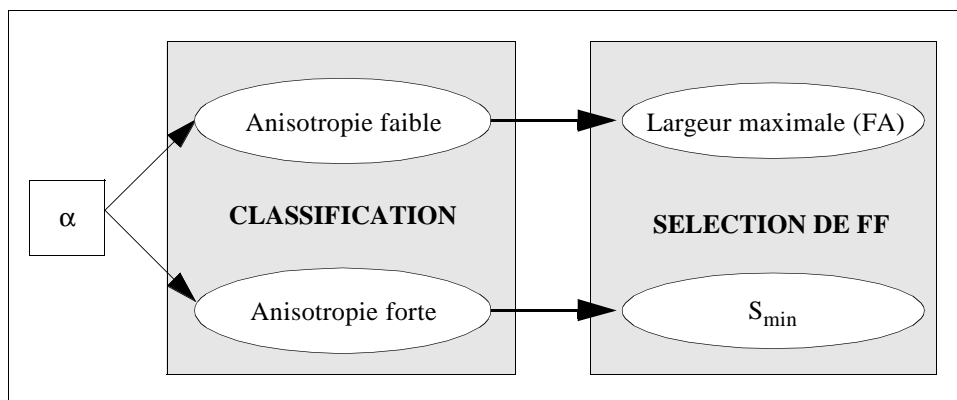 Anisotropie faible
Largeur maximale (FA)
α
CLASSIFICATION
SELECTION DE FF
Anisotropie forte
Smin